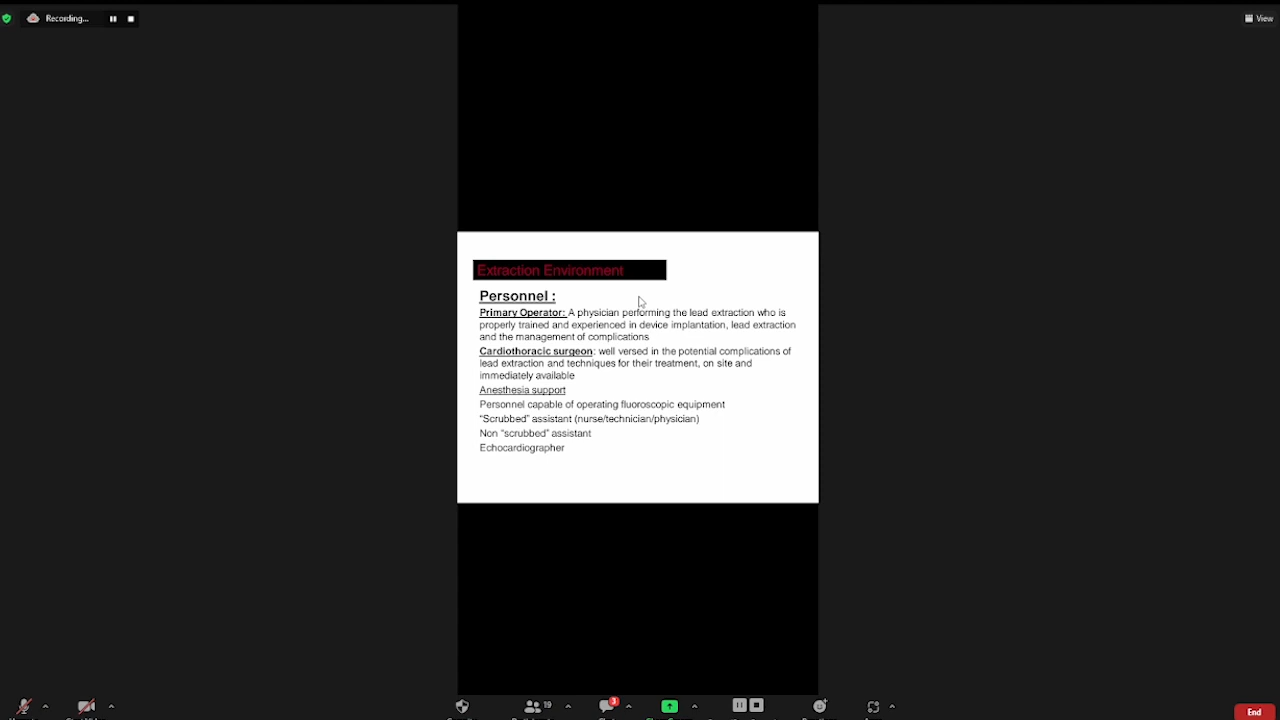 Recording...
View
Extraction Environment
Personnel :
Primary Operator: A physician performing the lead extraction who is
properly trained and experienced in device implantation, lead extraction
and the management of complications
Cardiothoracic surgeon: well versed in the potential complications of
lead extraction and techniques for their treatment, on site and
immediately available
Anesthesia support
Personnel capable of operating fluoroscopic equipment
“Scrubbed” assistant (nurse/technician/physician)
Non “scrubbed” assistant
Echocardiographer
19
3
End